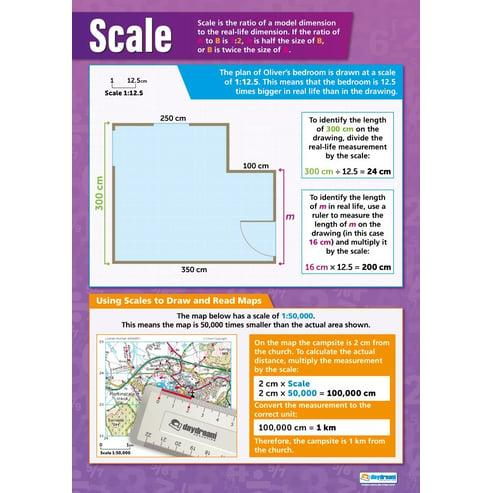 Scale
Scale is the ratio of a model dimension
to the real-life dimension. If the ratio of
A to B is 1:2, A is half the size of B,
or B is twice the size of A.
The plan of Oliver's bedroom is drawn at a scale
of 1:12.5. This means that the bedroom is 12.5
times bigger in real life than in the drawing.
1 12.5cm
Scale 1:12.5
250 cm
100 cm
300 cm
m
350 cm
To identify the length
of 300 cm on the
drawing, divide the
real-life measurement
by the scale:
300 cm ÷ 12.5 = 24 cm
To identify the length
of m in real life, use a
ruler to measure the
length of m on the
drawing (in this case
16 cm) and multiply it
by the scale:
16 cm × 12.5 = 200 cm
Using Scales to Draw and Read Maps
The map below has a scale of 1:50,000.
This means the map is 50,000 times smaller than the actual area shown.
Scale 1:50,000
daydream
On the map the campsite is 2 cm from
the church. To calculate the actual
distance, multiply the measurement
by the scale:
2 cm × Scale
2 cm × 50,000 = 100,000 cm
Convert the measurement to the
correct unit:
100,000 cm = 1 km
Therefore, the campsite is 1 km from
the church.
daydream